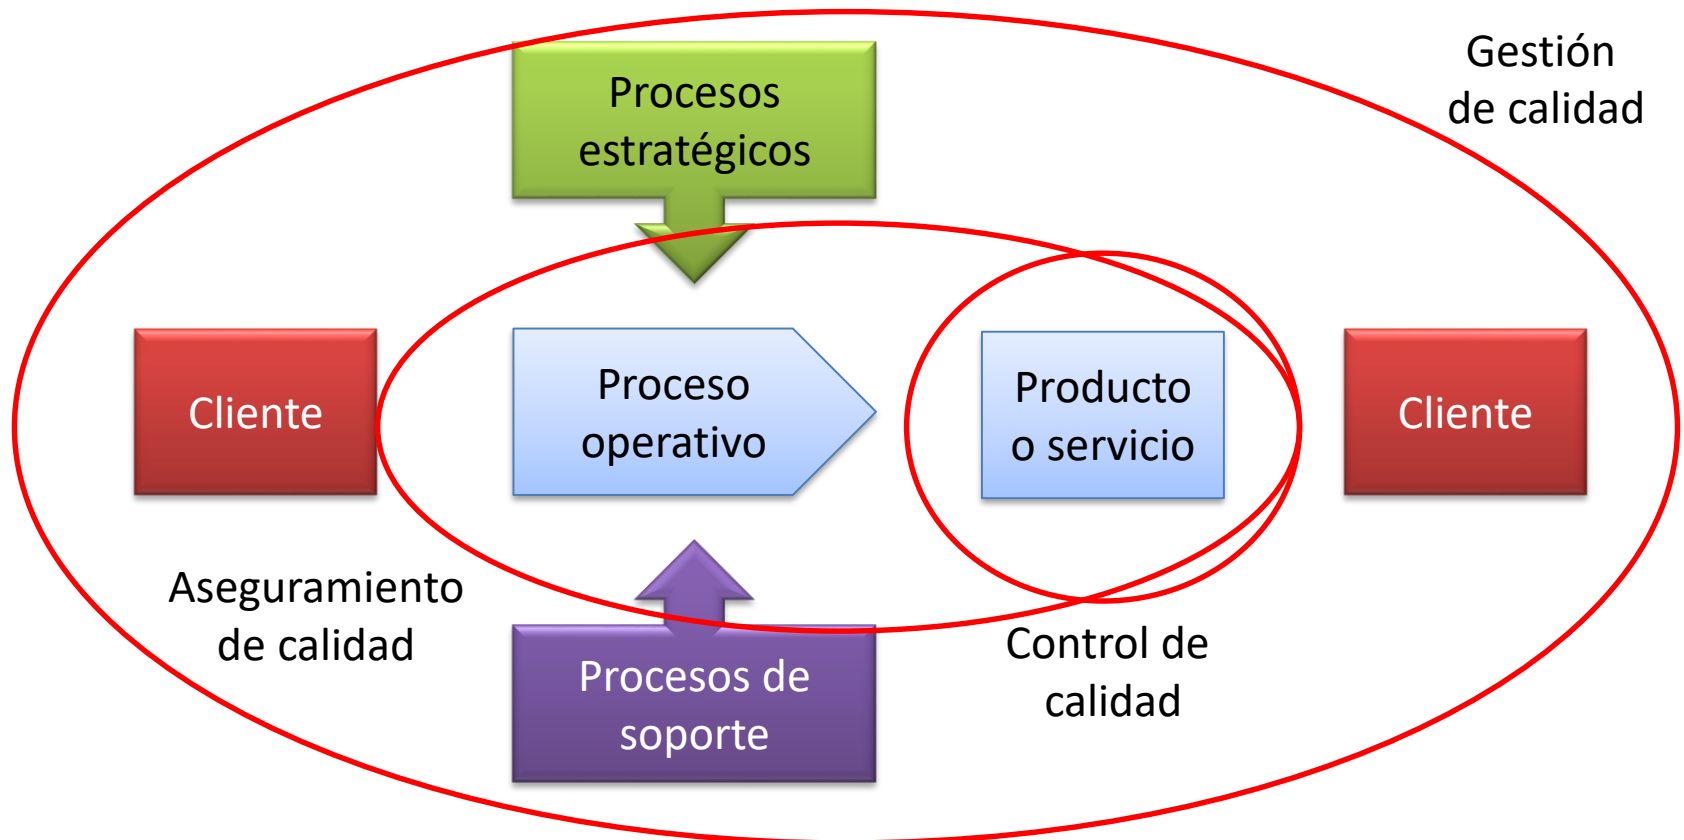 Gestión
de calidad
Procesos
estratégicos
Cliente
Proceso
operativo
Producto
o servicio
Cliente
Aseguramiento
de calidad
Procesos de
soporte
Control de
calidad